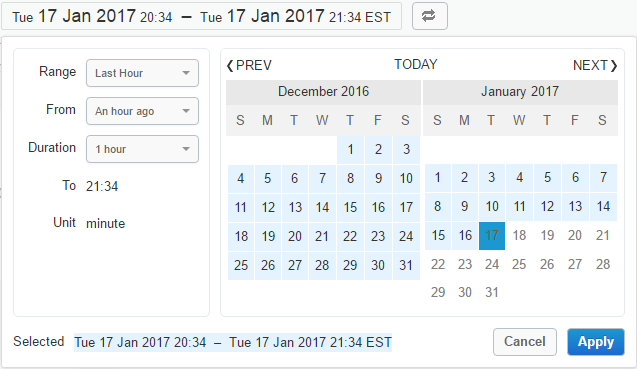 Tue 17 Jan 2017 20:34 – Tue 17 Jan 2017 21:34 EST
Range Last Hour
From An hour ago
Duration 1 hour
To 21:34
Unit minute
❮PREV TODAY NEXT❯
December 2016
S M T W T F S
1 2 3
4 5 6 7 8 9 10
11 12 13 14 15 16 17
18 19 20 21 22 23 24
25 26 27 28 29 30 31
January 2017
S M T W T F S
1 2 3 4 5 6 7
8 9 10 11 12 13 14
15 16 17 18 19 20 21
22 23 24 25 26 27 28
29 30 31
Selected Tue 17 Jan 2017 20:34 – Tue 17 Jan 2017 21:34 EST
Cancel Apply